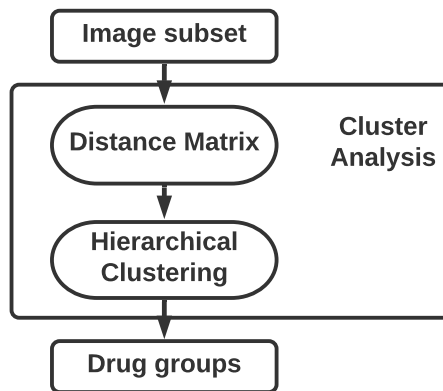 Image subset
Distance Matrix
Cluster
Analysis
Hierarchical
Clustering
Drug groups